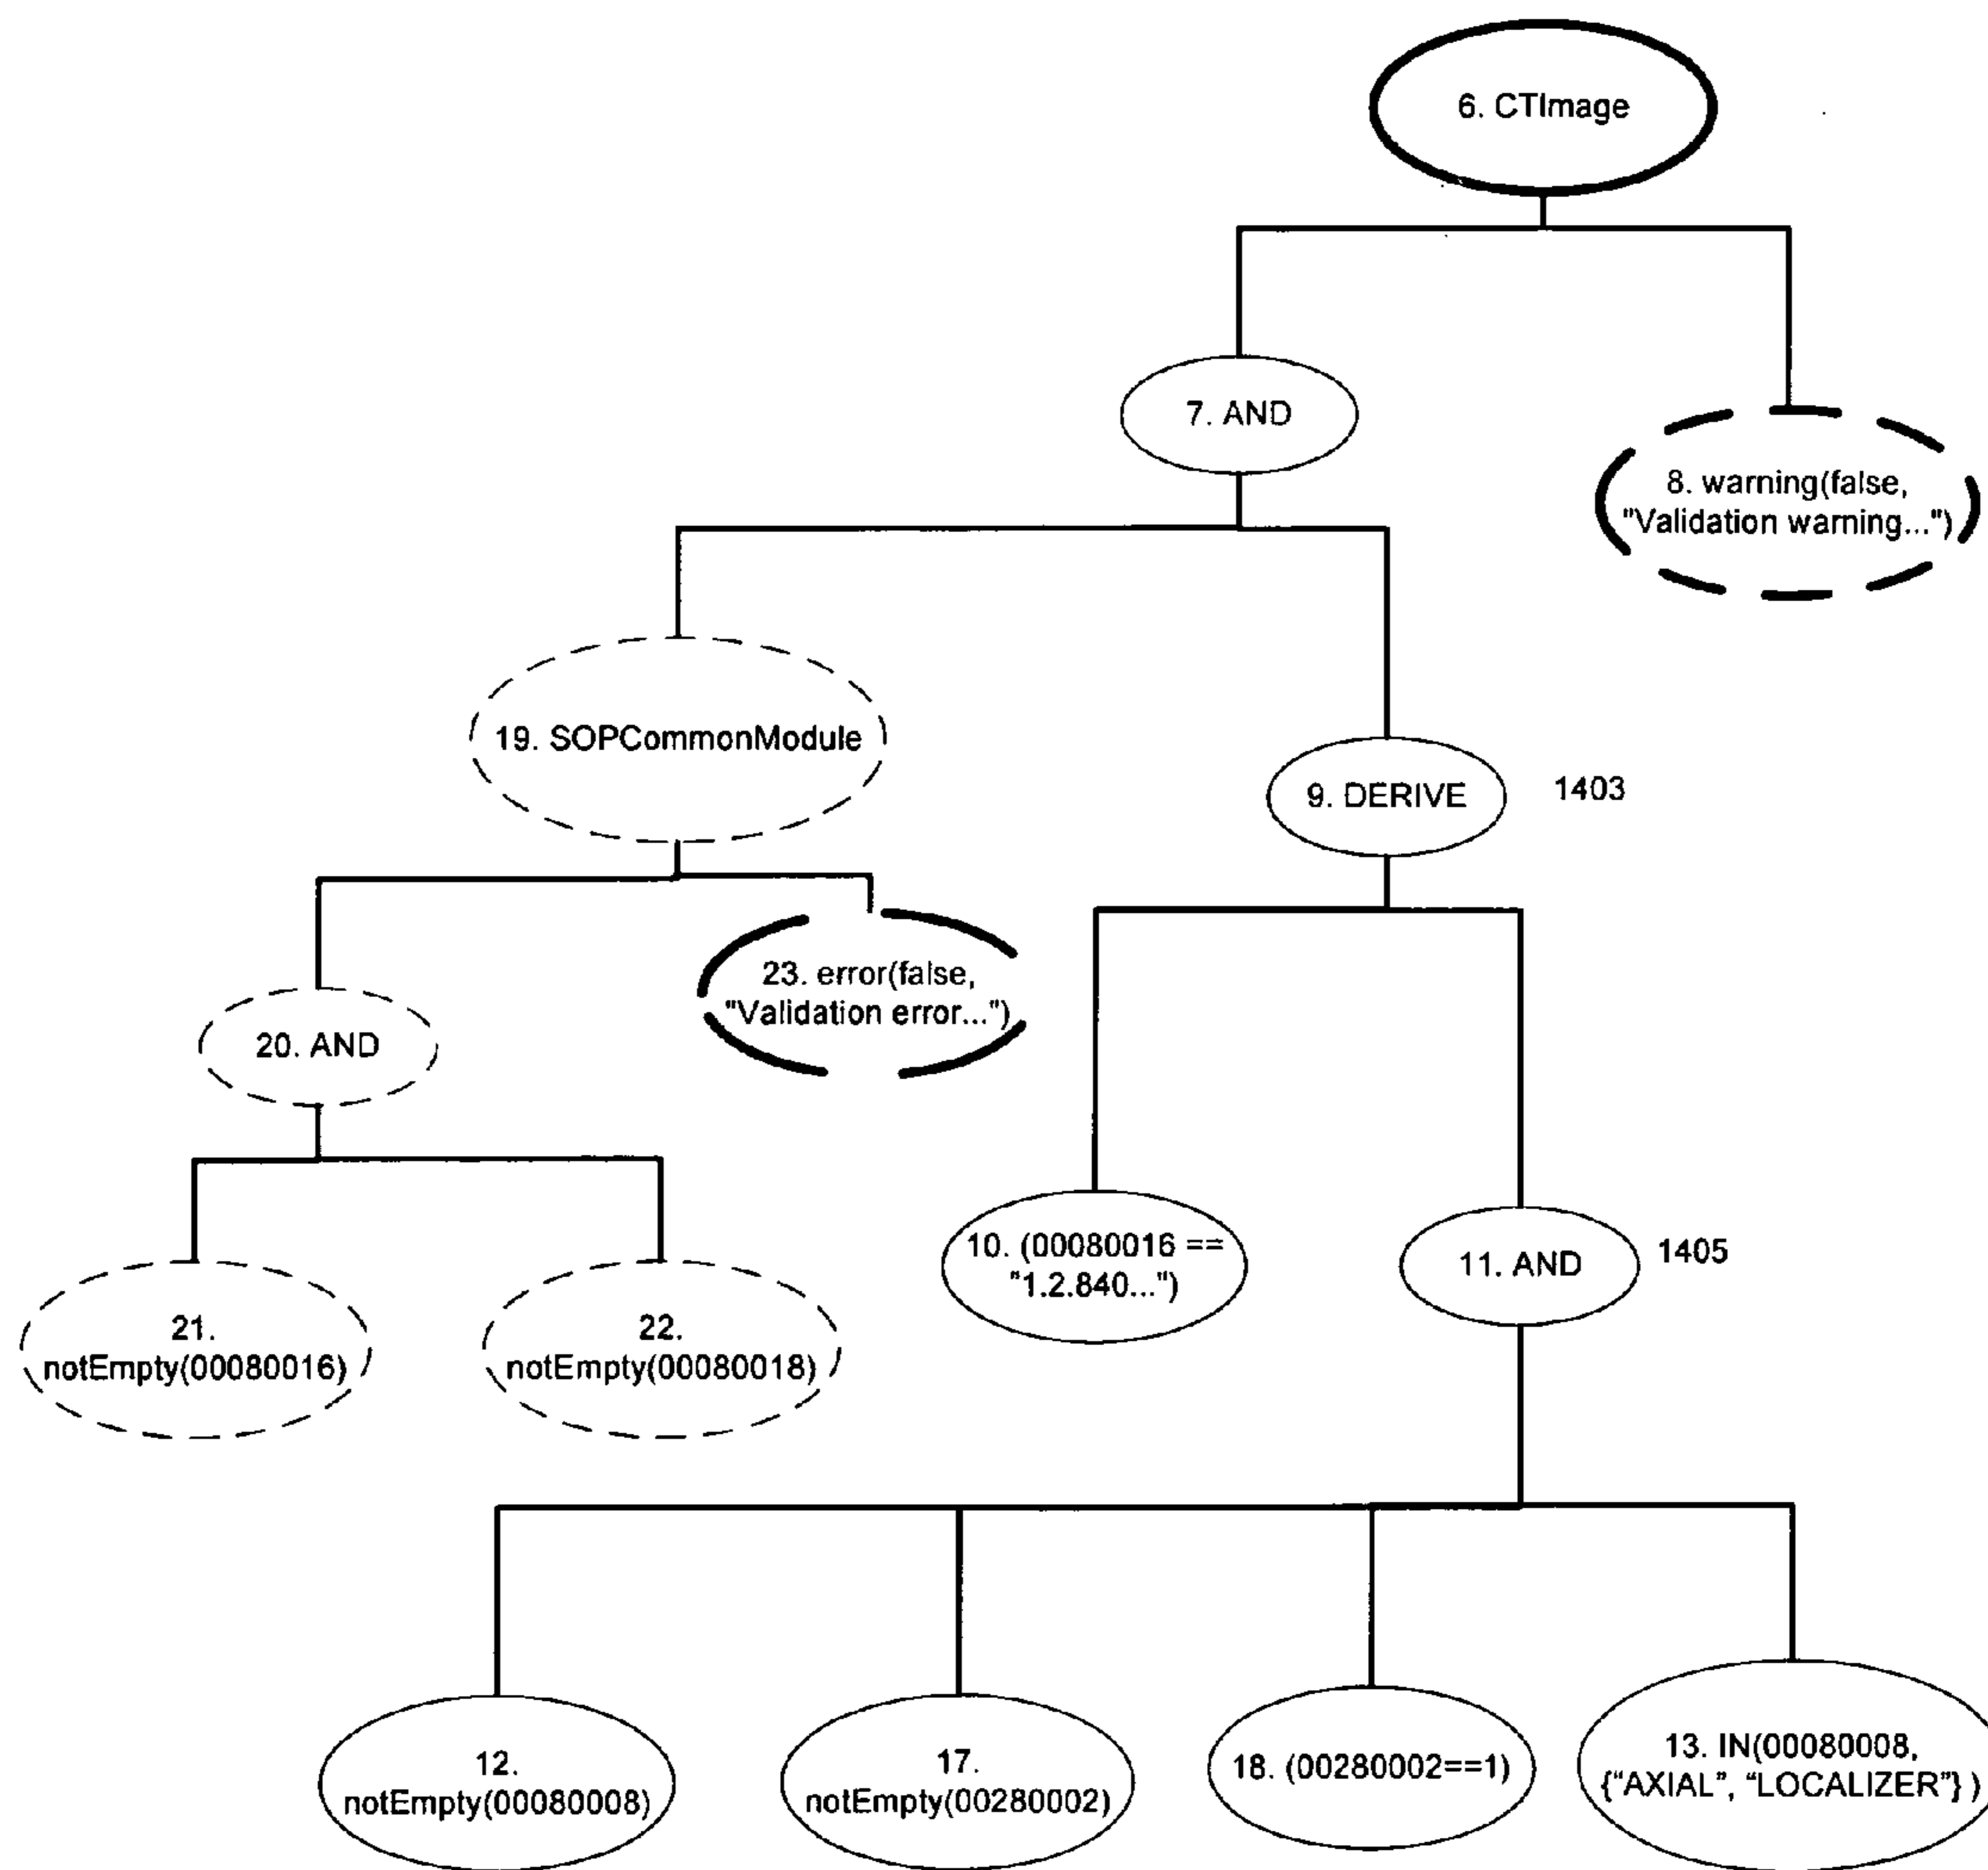 6. CTImage
7. AND
8. warning(false,
"Validation warning...")
19. SOPCommonModule
9. DERIVE
1403
23. error(false,
"Validation error...")
20. AND
10. (00080016 ==
"1.2.840...")
11. AND
1405
21.
notEmpty(00080016)
22.
notEmpty(00080018)
12.
notEmpty(00080008)
17.
notEmpty(00280002)
18. (00280002==1)
13. IN(00080008,
{“AXIAL”, “LOCALIZER”} )